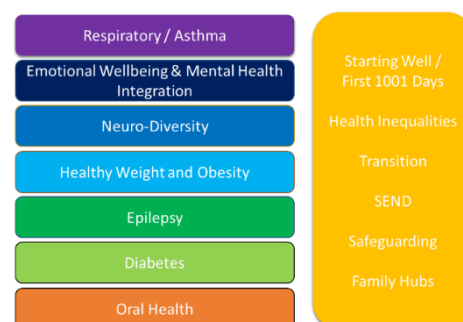 Respiratory / Asthma
Emotional Wellbeing & Mental Health
Integration
Neuro-Diversity
Healthy Weight and Obesity
Epilepsy
Diabetes
Oral Health
Starting Well /
First 1001 Days
Health Inequalities
Transition
SEND
Safeguarding
Family Hubs